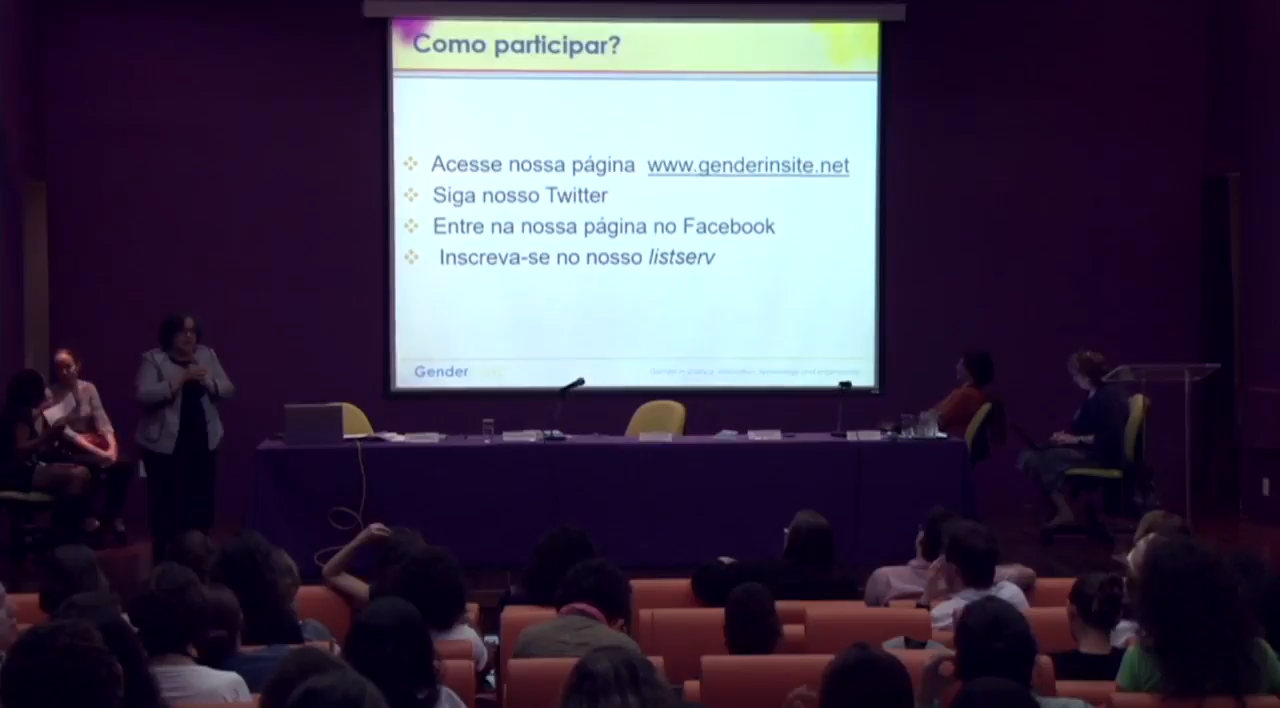 Como participar?
Acesse nossa página www.genderinsite.net
Siga nosso Twitter
Entre na nossa página no Facebook
Inscreva-se no nosso listserv
Gender